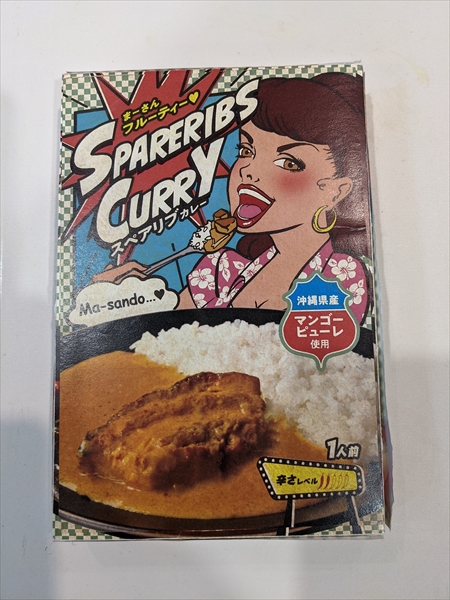 まーさん
フルーティー♥
SPARERIBS
CURRY
スペアリブカレー
Ma-sando...♥
沖縄県産
マンゴー
ピューレ
使用
1人前
辛さレベル